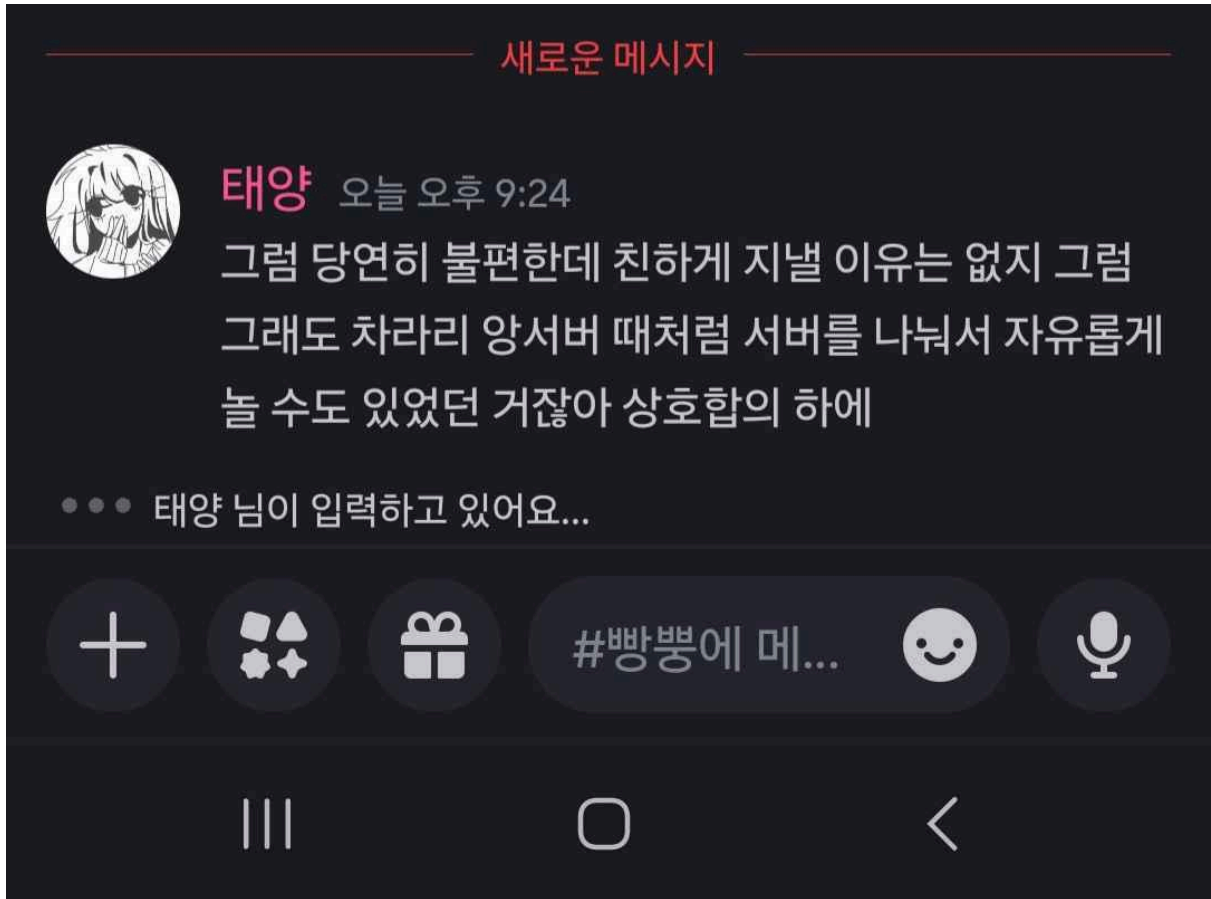 새로운 메시지
태양 오늘 오후 9:24
그럼 당연히 불편한데 친하게 지낼 이유는 없지 그럼
그래도 차라리 앙서버 때처럼 서버를 나눠서 자유롭게
놀 수도 있었던 거잖아 상호합의 하에
태양 님이 입력하고 있어요...
#빵뿡에 메...